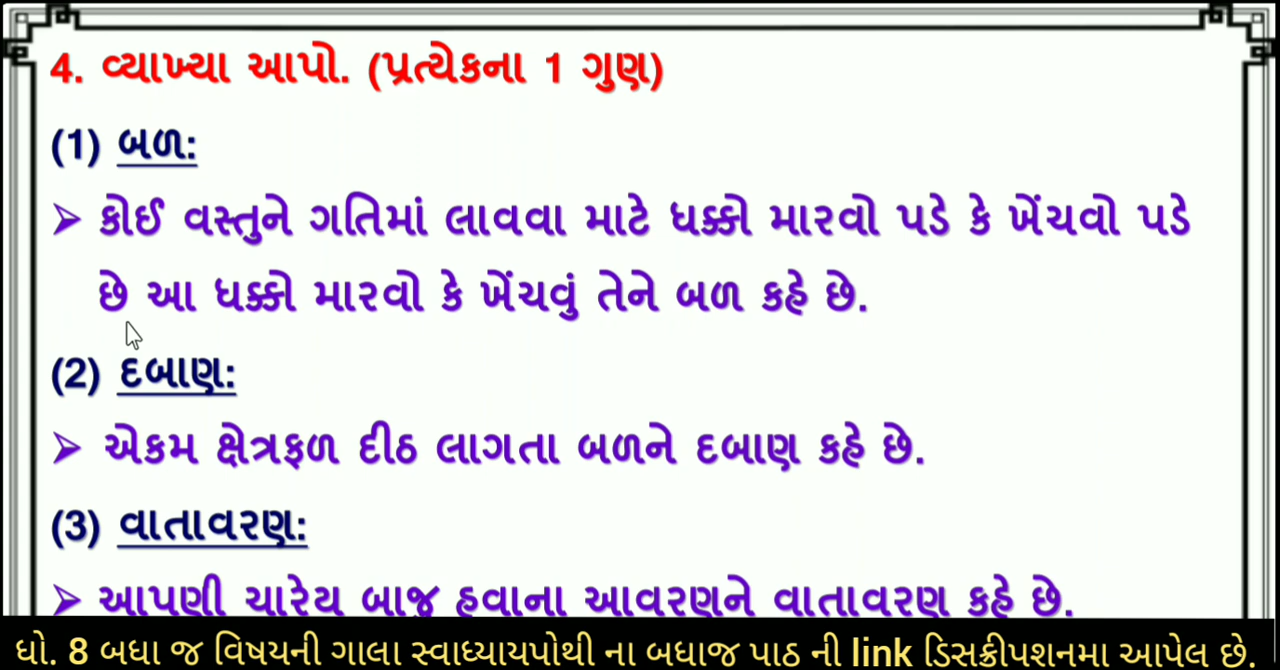 4. વ્યાખ્યા આપો. (પ્રત્યેકના 1 ગુણ)
(1) બળ:
➤ કોઈ વસ્તુને ગતિમાં લાવવા માટે ધક્કો મારવો પડે કે ખેંચવો પડે
છે આ ધક્કો મારવો કે ખેંચવું તેને બળ કહે છે.
(2) દબાણ:
➤ એકમ ક્ષેત્રફળ દીઠ લાગતા બળને દબાણ કહે છે.
(3) વાતાવરણ:
➤ આપણી ચારેય બાજુ હવાના આવરણને વાતાવરણ કહે છે.
ધો. 8 બધા જ વિષયની ગાલા સ્વાધ્યાયપોથી ના બધાજ પાઠ ની link ડિસક્રીપશનમા આપેલ છે.